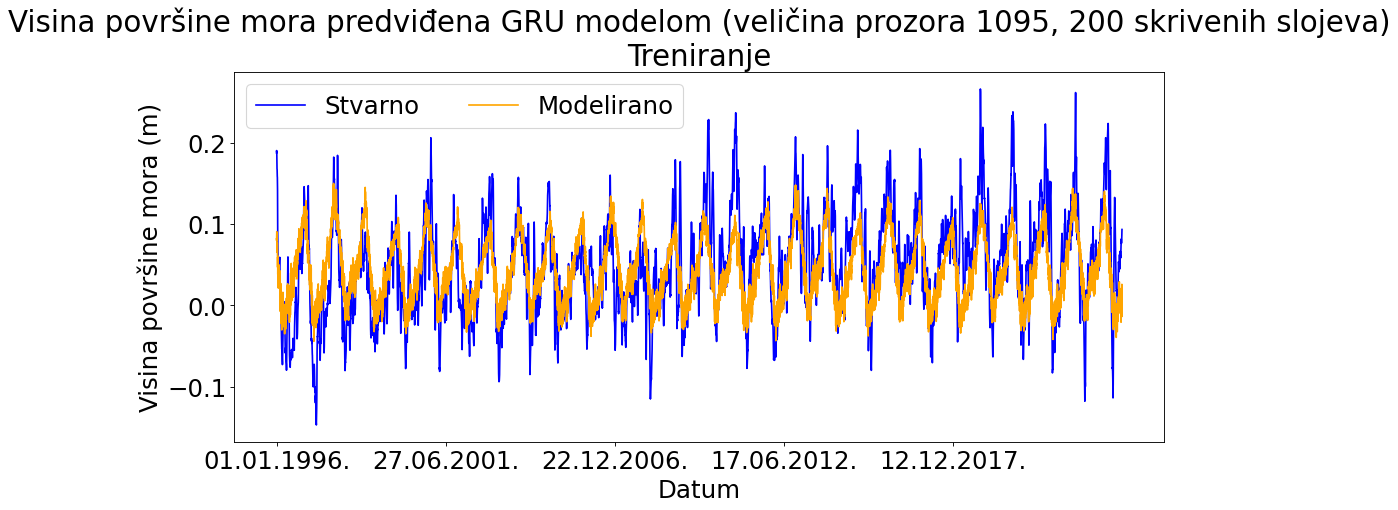 Visina površine mora predviđena GRU modelom (veličina prozora 1095, 200 skrivenih slojeva)
Treniranje
Stvarno
Modelirano
Visina površine mora (m)
0.2
0.1
0.0
−0.1
01.01.1996.
27.06.2001.
22.12.2006.
17.06.2012.
12.12.2017.
Datum